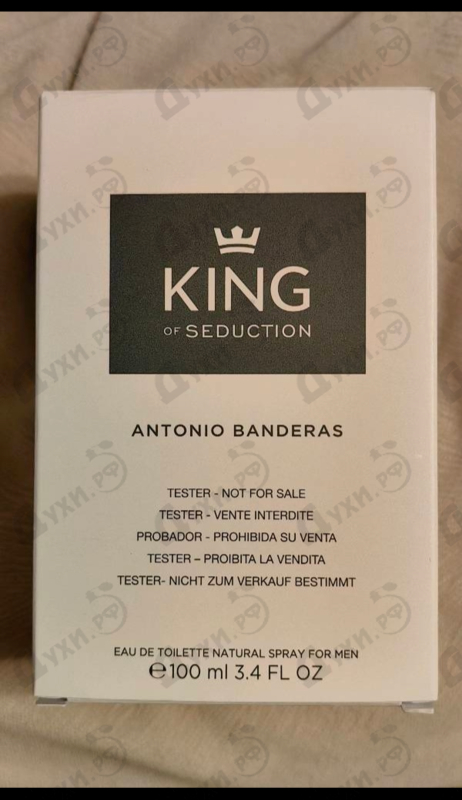 KING
OF SEDUCTION
ANTONIO BANDERAS
TESTER - NOT FOR SALE
TESTER - VENTE INTERDITE
PROBADOR - PROHIBIDA SU VENTA
TESTER – PROIBITA LA VENDITA
TESTER- NICHT ZUM VERKAUF BESTIMMT
EAU DE TOILETTE NATURAL SPRAY FOR MEN
℮100 ml 3.4 FL OZ
Духи.рф